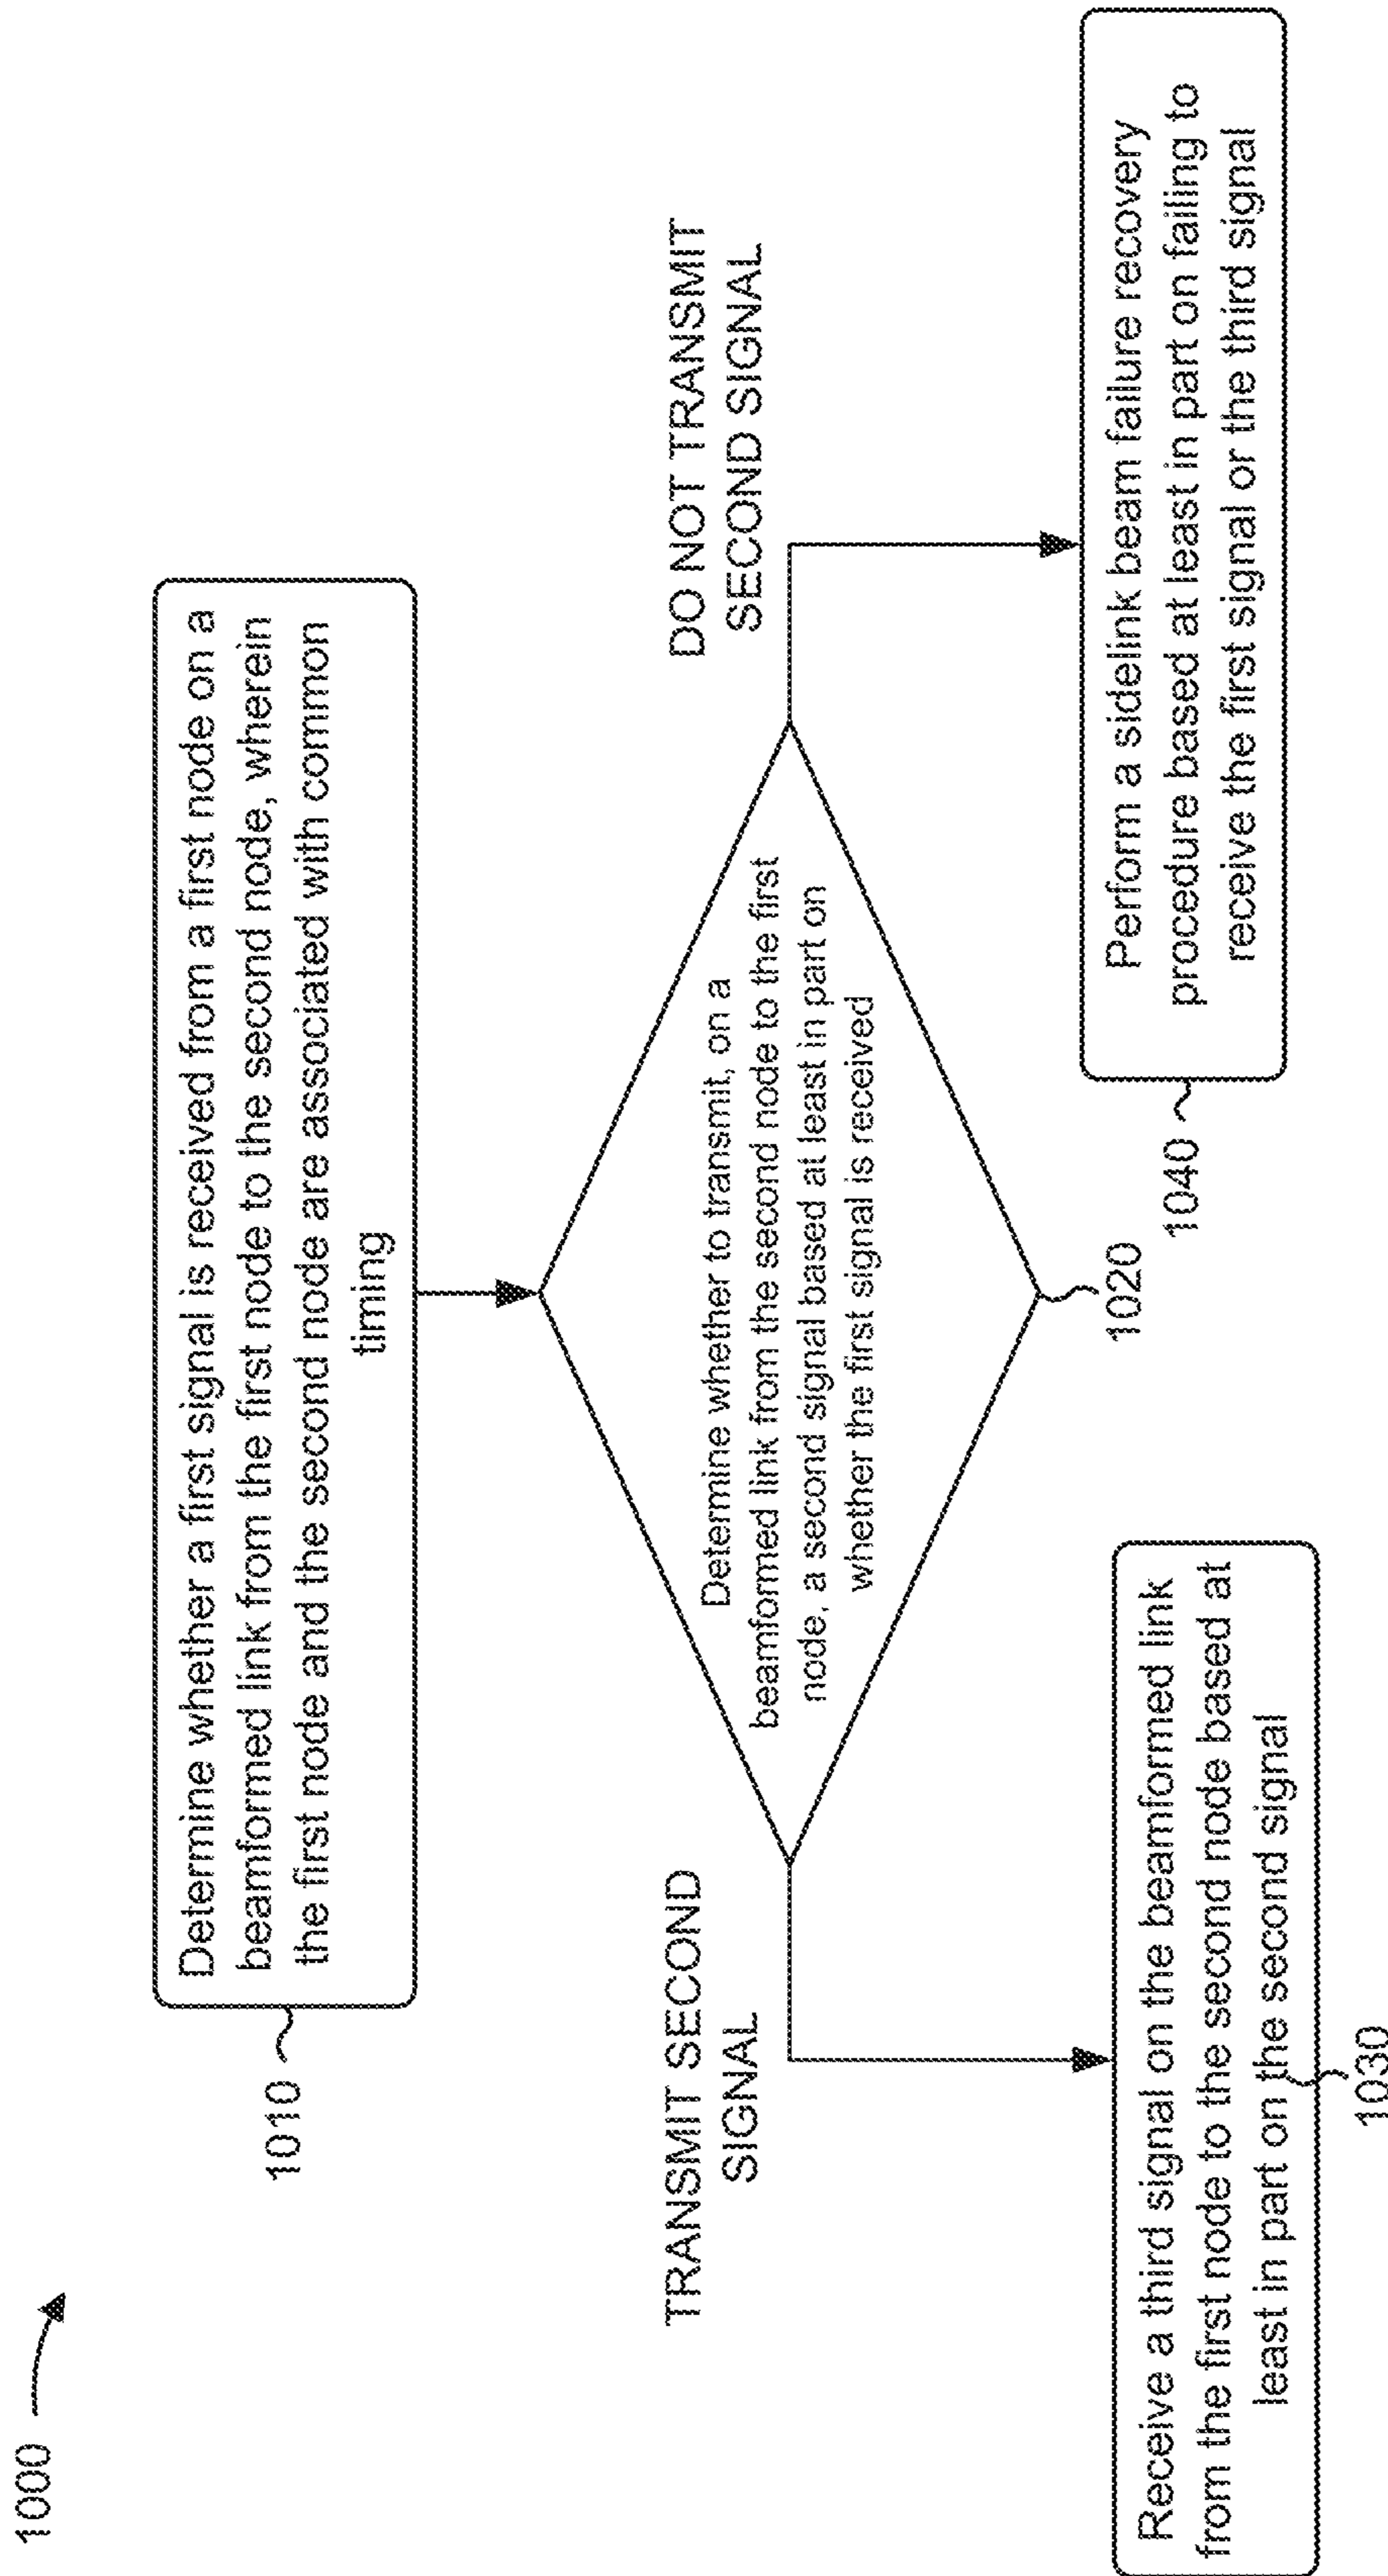 1000
Determine whether a first signal is received from a first node on a
beamformed link from the first node to the second node, wherein
the first node and the second node are associated with common
timing
1010
Determine whether to transmit, on a
beamformed link from the second node to the first
node, a second signal based at least in part on
whether the first signal is received
1020
TRANSMIT SECOND
SIGNAL
DO NOT TRANSMIT
SECOND SIGNAL
Receive a third signal on the beamformed link
from the first node to the second node based at
least in part on the second signal
1030
Perform a sidelink beam failure recovery
procedure based at least in part on failing to
receive the first signal or the third signal
1040